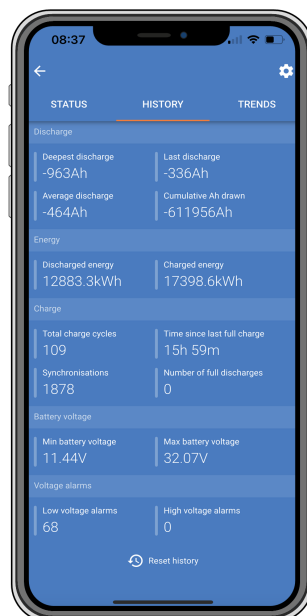 08:37
STATUS HISTORY TRENDS
Discharge
Deepest discharge Last discharge
-963Ah -336Ah
Average discharge Cumulative Ah drawn
-464Ah -611956Ah
Energy
Discharged energy Charged energy
12883.3kWh 17398.6kWh
Charge
Total charge cycles Time since last full charge
109 15h 59m
Synchronisations Number of full discharges
1878 0
Battery voltage
Min battery voltage Max battery voltage
11.44V 32.07V
Voltage alarms
Low voltage alarms High voltage alarms
68 0
Reset history